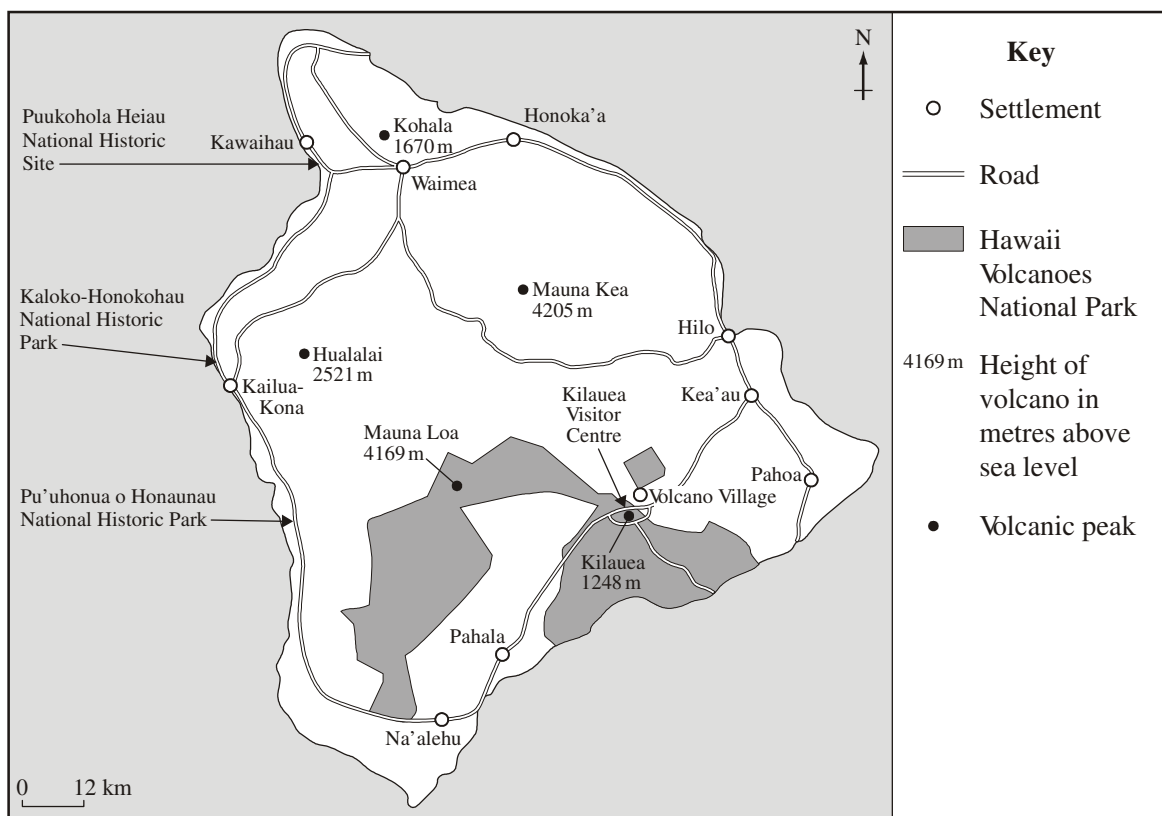 N
Puukohola Heiau
National Historic
Site
Kawaihau
Kohala
1670 m
Honoka'a
Waimea
Kaloko-Honokohau
National Historic
Park
Mauna Kea
4205 m
Hilo
Hualalai
2521 m
Kailua-
Kona
Kilauea
Visitor
Centre
Kea'au
Mauna Loa
4169 m
Pahoa
Pu'uhonua o Honaunau
National Historic Park
Volcano Village
Kilauea
1248 m
Pahala
Na'alehu
0 12 km
Key
Settlement
Road
Hawaii
Volcanoes
National Park
4169 m Height of
volcano in
metres above
sea level
Volcanic peak